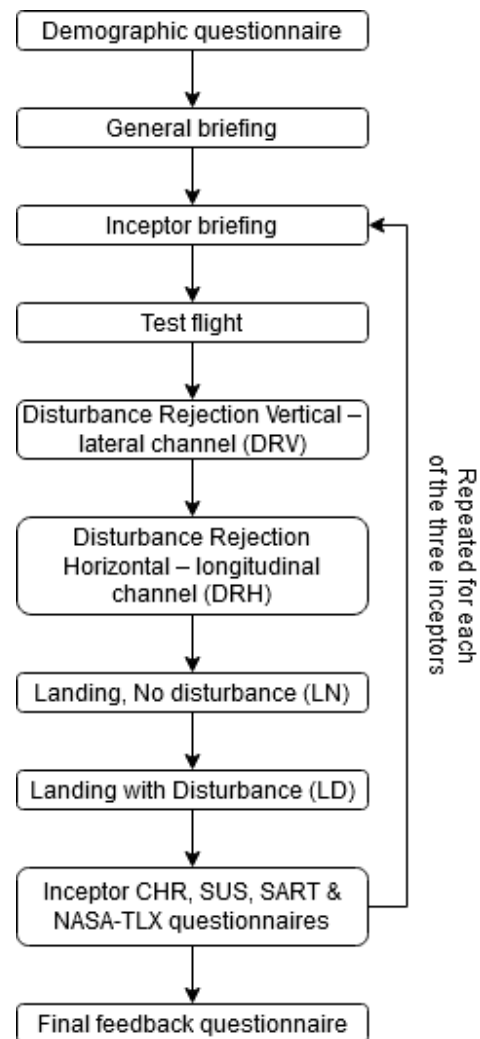 Demographic questionnaire
General briefing
Inceptor briefing
Test flight
Disturbance Rejection Vertical –
lateral channel (DRV)
Disturbance Rejection
Horizontal – longitudinal
channel (DRH)
Landing, No disturbance (LN)
Landing with Disturbance (LD)
Inceptor CHR, SUS, SART &
NASA-TLX questionnaires
Final feedback questionnaire
Repeated for each
of the three inceptors